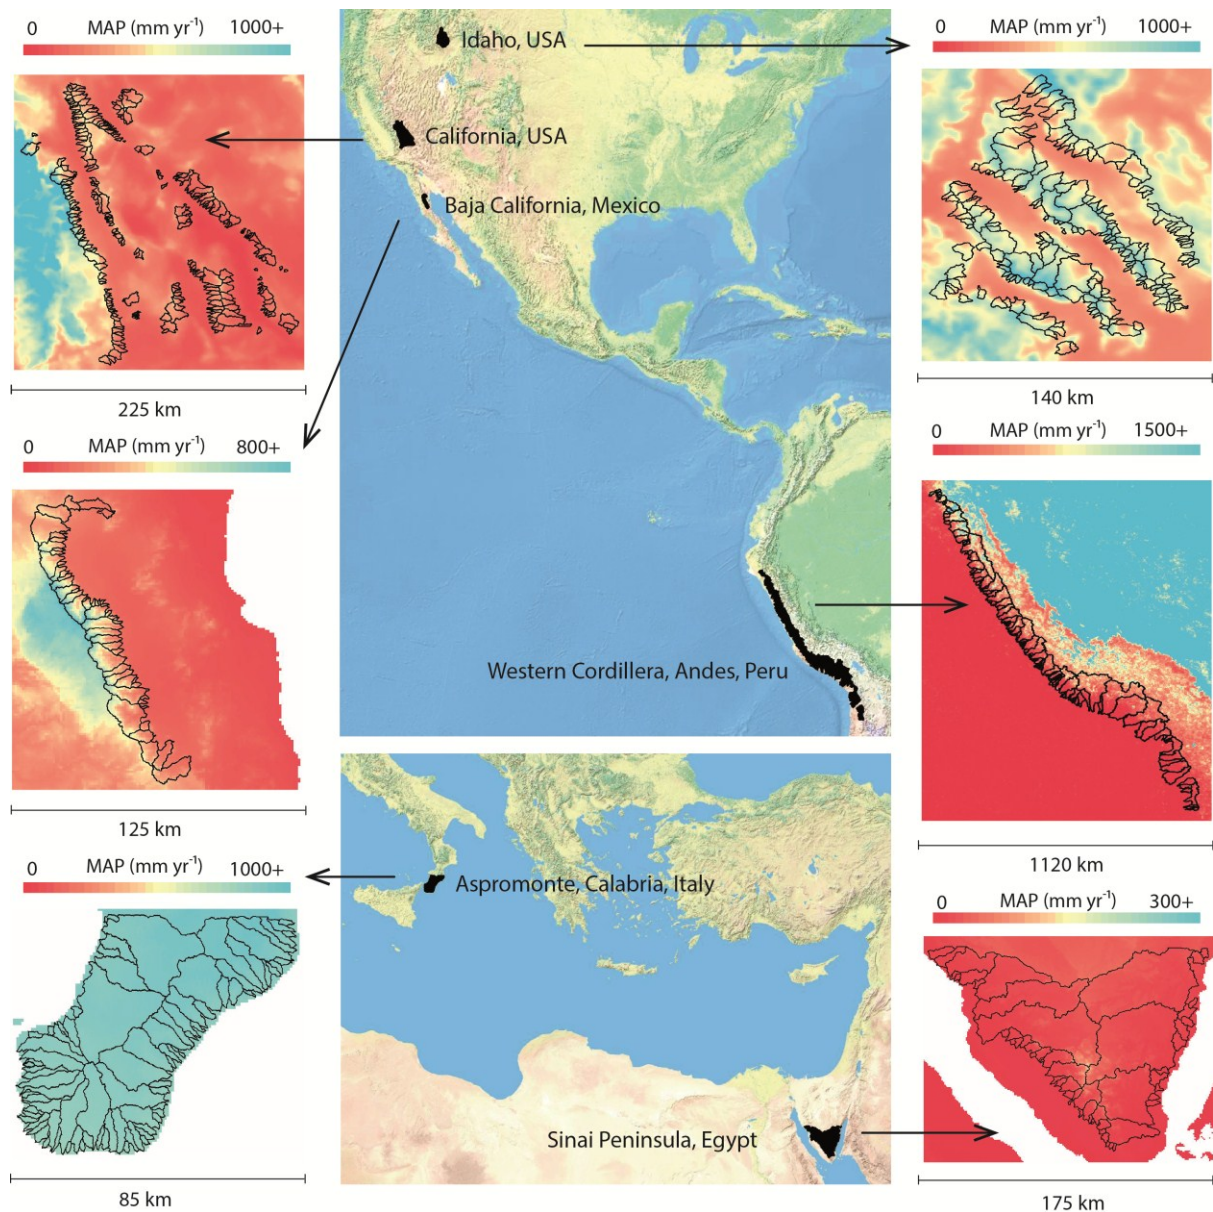 0 MAP (mm yr⁻¹) 1000+
225 km
0 MAP (mm yr⁻¹) 800+
125 km
0 MAP (mm yr⁻¹) 1000+
85 km
Idaho, USA
California, USA
Baja California, Mexico
Western Cordillera, Andes, Peru
Aspromonte, Calabria, Italy
Sinai Peninsula, Egypt
0 MAP (mm yr⁻¹) 1000+
140 km
0 MAP (mm yr⁻¹) 1500+
1120 km
0 MAP (mm yr⁻¹) 300+
175 km